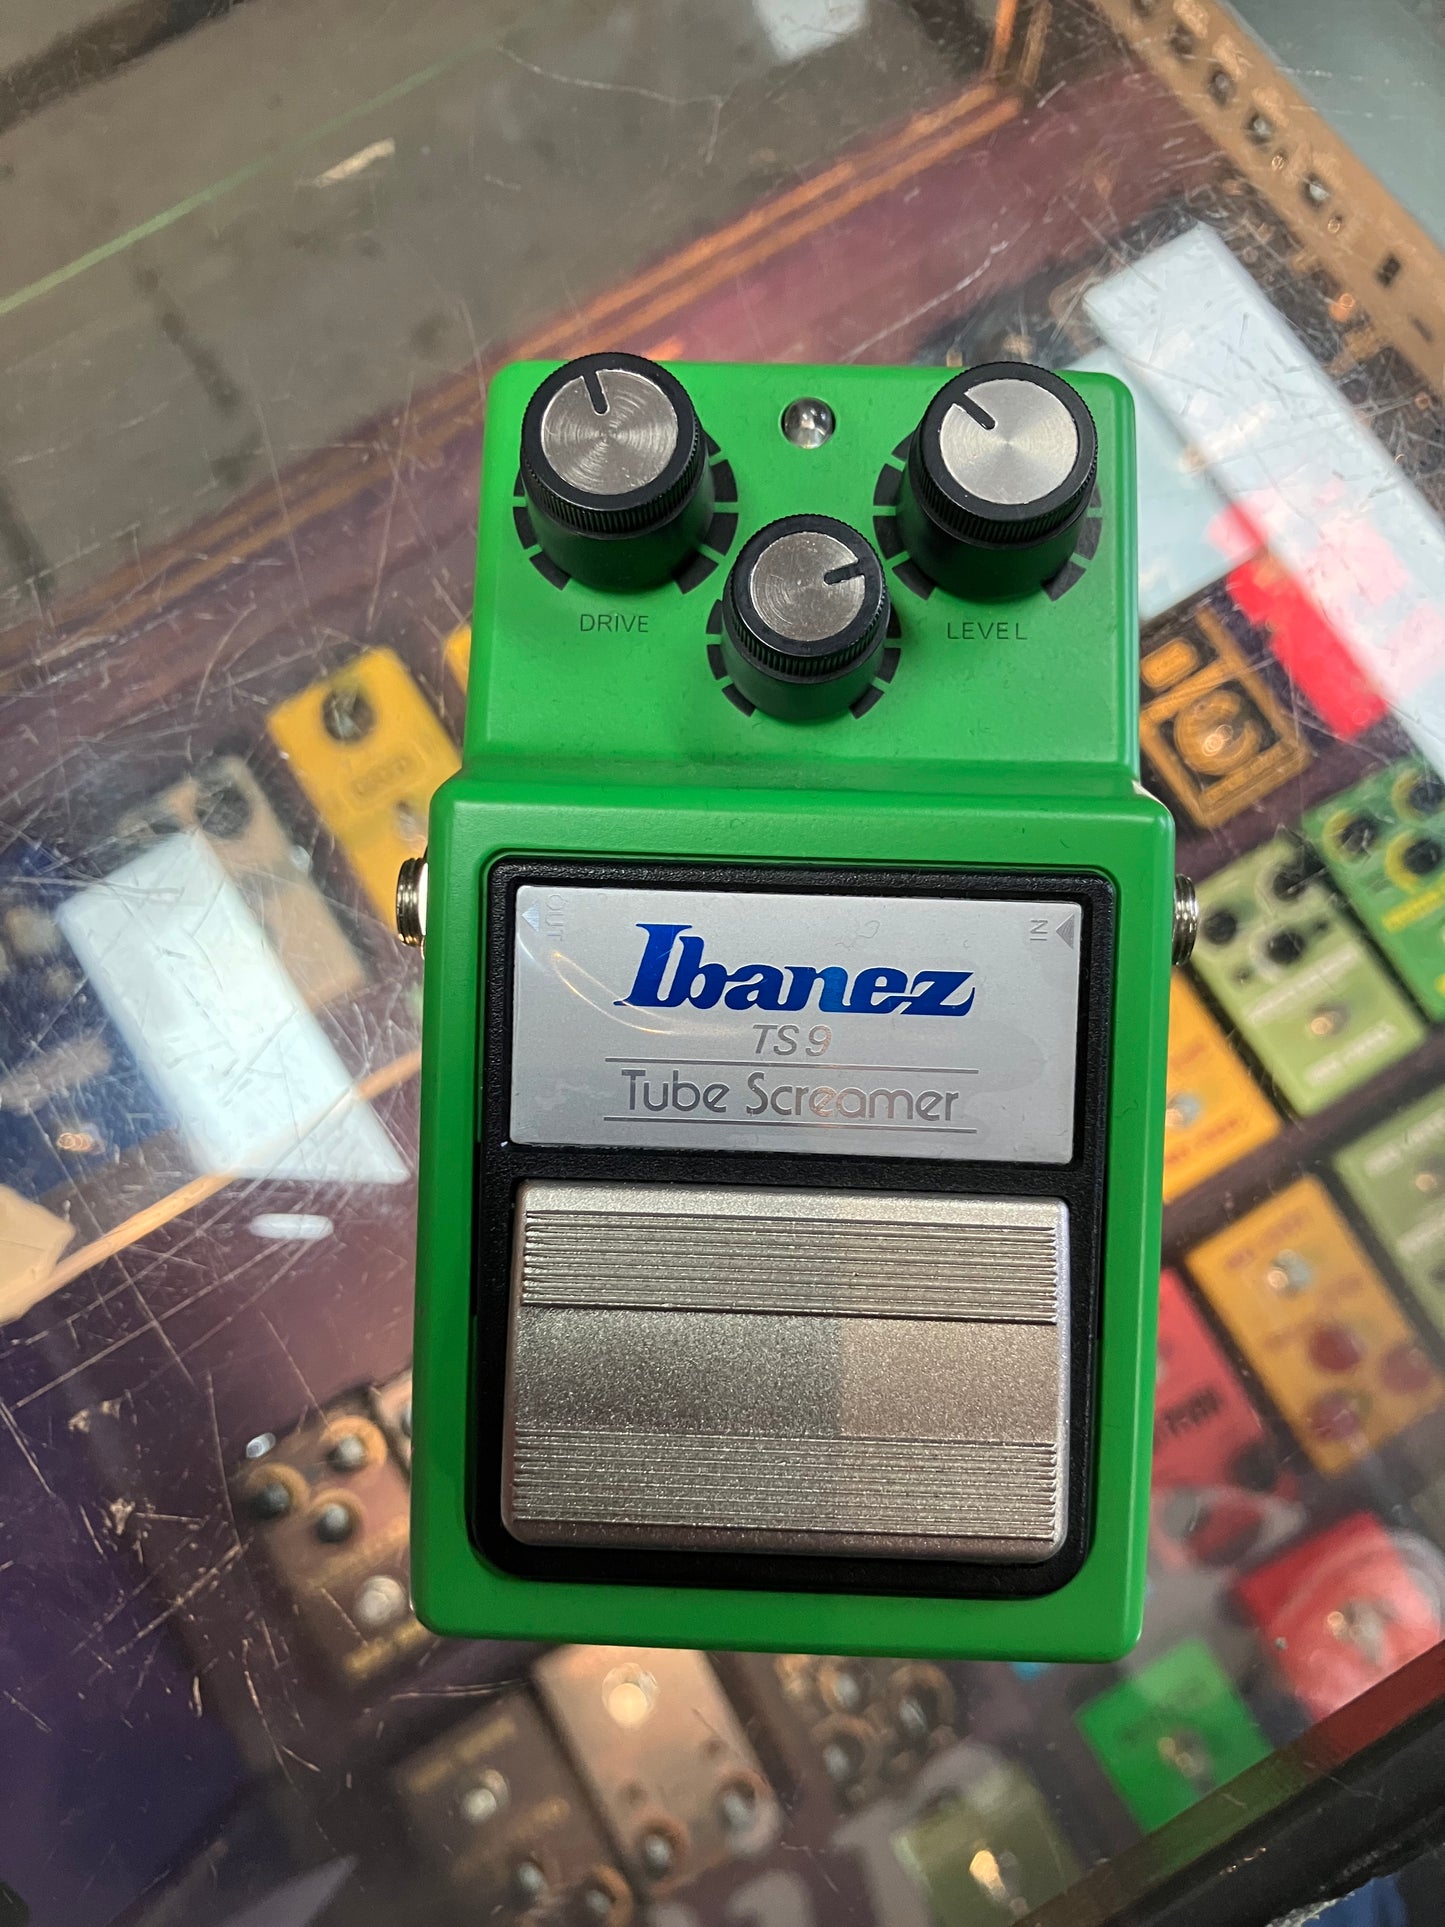 DRIVE
LEVEL
OUT
IN
Ibanez
TS9
Tube Screamer